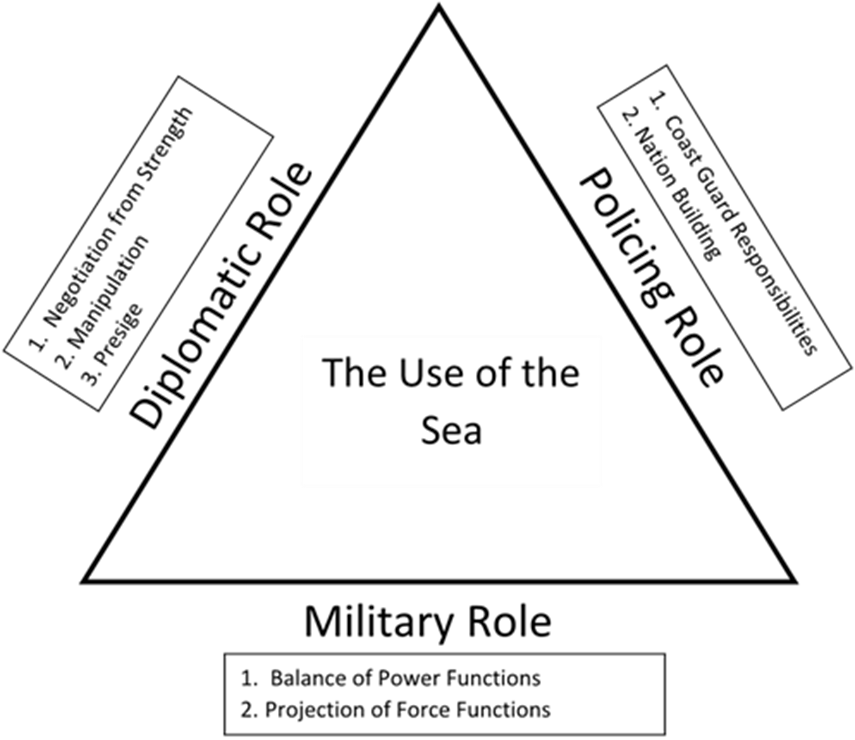 Diplomatic Role
1. Negotiation from Strength
2. Manipulation
3. Presige
Policing Role
1. Coast Guard Responsibilities
2. Nation Building
The Use of the
Sea
Military Role
1. Balance of Power Functions
2. Projection of Force Functions